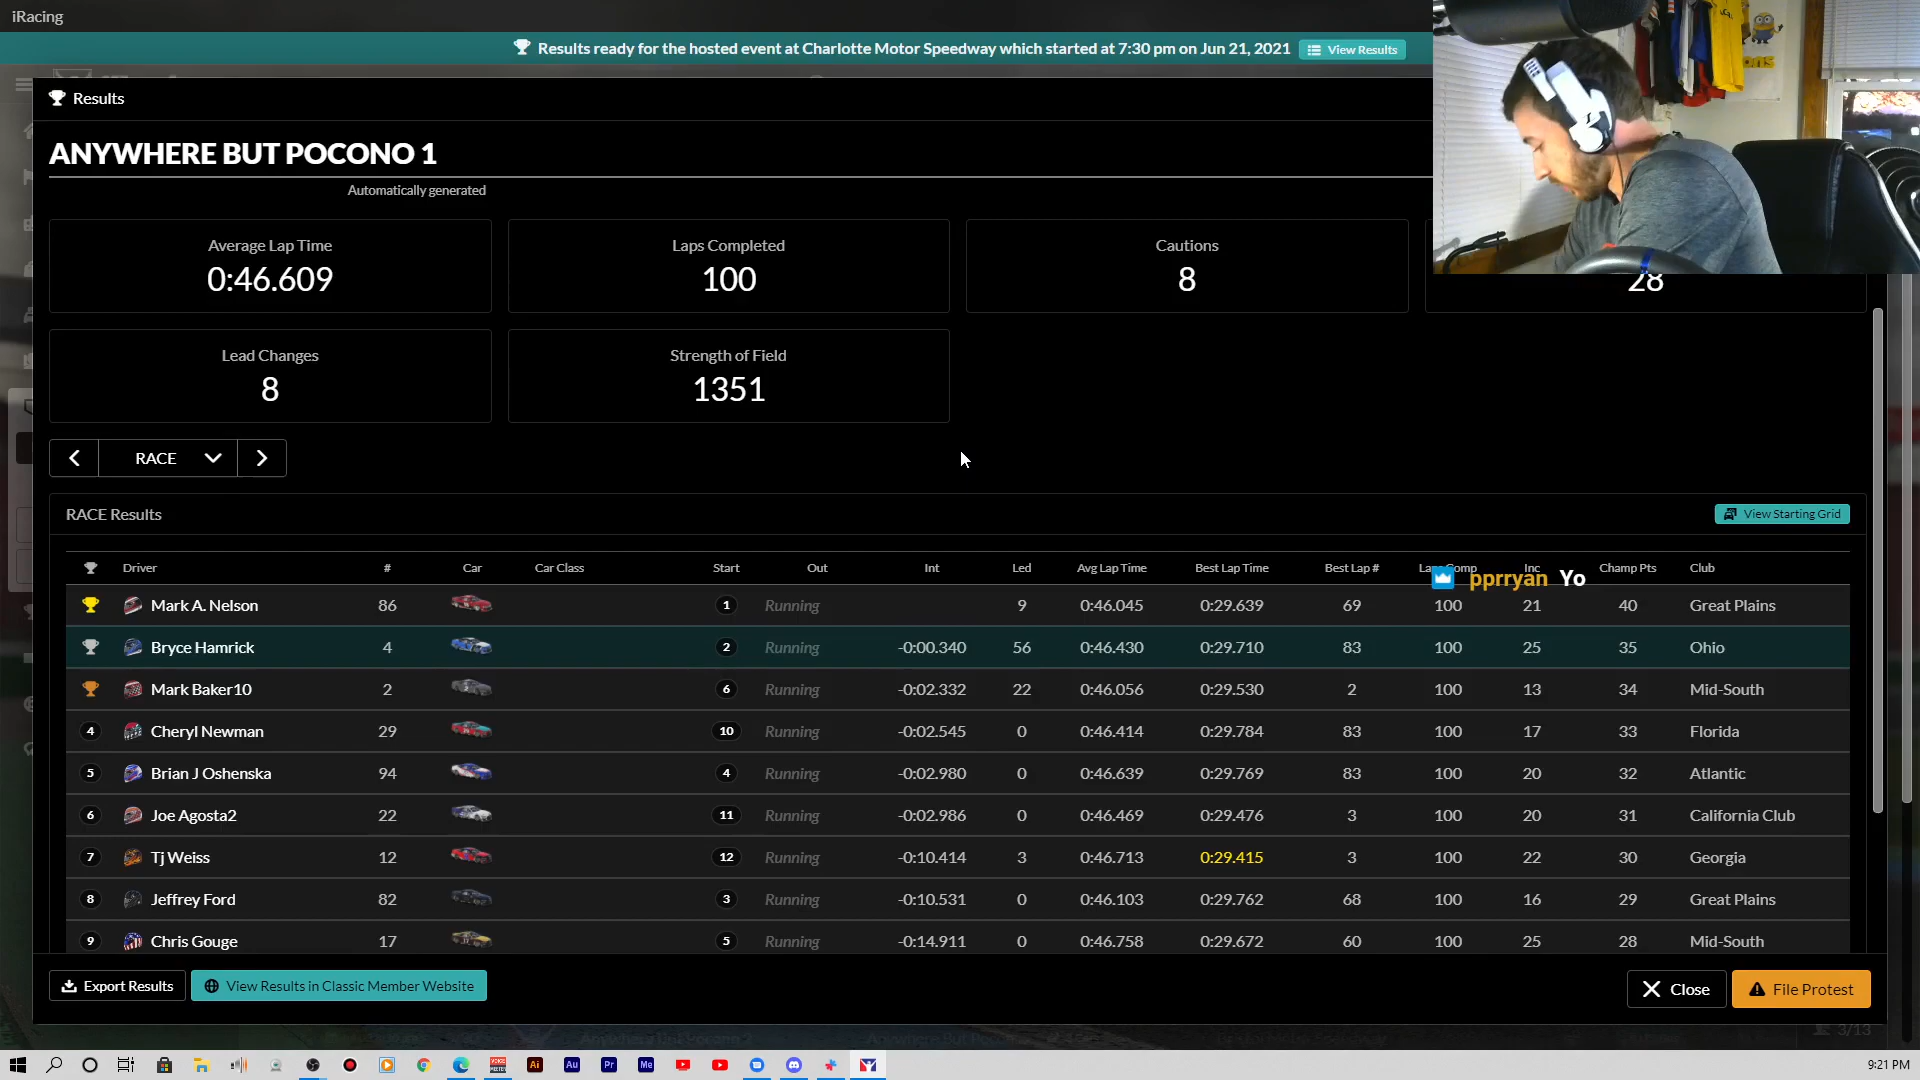 iRacing
Results ready for the hosted event at Charlotte Motor Speedway which started at 7:30 pm on Jun 21, 2021 View Results
Results
ANYWHERE BUT POCONO 1
Automatically generated
Average Lap Time
0:46.609
Laps Completed
100
Cautions
8
28
Lead Changes
8
Strength of Field
1351
RACE
RACE Results
View Starting Grid
Driver # Car Car Class Start Out Int Led Avg Lap Time Best Lap Time Best Lap # Laps Comp Inc Champ Pts Club
pprryan Yo
Mark A. Nelson 86 1 Running 9 0:46.045 0:29.639 69 100 21 40 Great Plains
Bryce Hamrick 4 2 Running -0:00.340 56 0:46.430 0:29.710 83 100 25 35 Ohio
Mark Baker10 2 6 Running -0:02.332 22 0:46.056 0:29.530 2 100 13 34 Mid-South
4 Cheryl Newman 29 10 Running -0:02.545 0 0:46.414 0:29.784 83 100 17 33 Florida
5 Brian J Oshenska 94 4 Running -0:02.980 0 0:46.639 0:29.769 83 100 20 32 Atlantic
6 Joe Agosta2 22 11 Running -0:02.986 0 0:46.469 0:29.476 3 100 20 31 California Club
7 Tj Weiss 12 12 Running -0:10.414 3 0:46.713 0:29.415 3 100 22 30 Georgia
8 Jeffrey Ford 82 3 Running -0:10.531 0 0:46.103 0:29.762 68 100 16 29 Great Plains
9 Chris Gouge 17 5 Running -0:14.911 0 0:46.758 0:29.672 60 100 25 28 Mid-South
Export Results View Results in Classic Member Website Close File Protest
3/13
Ai Au Pr Me 9:21 PM